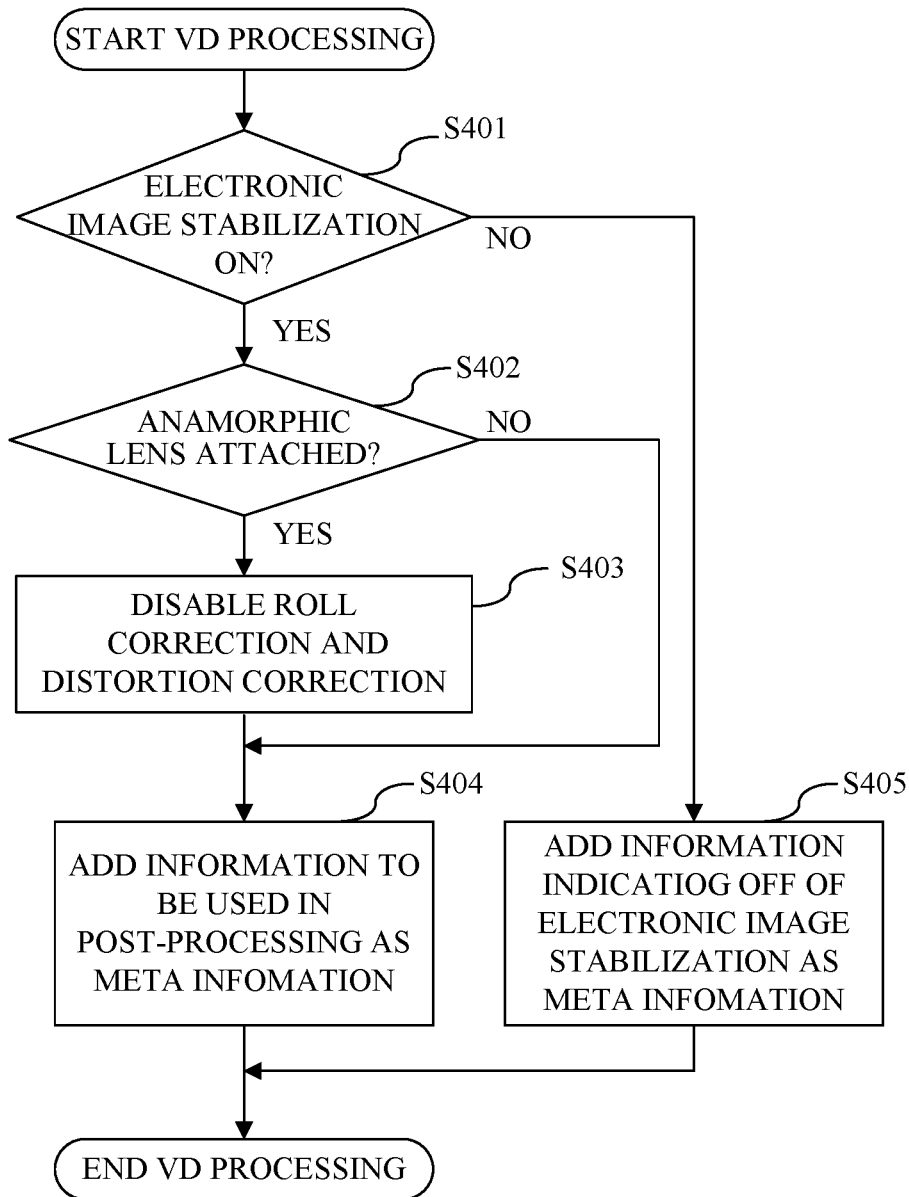 START VD PROCESSING
S401
ELECTRONIC
IMAGE STABILIZATION
ON?
NO
YES
S402
ANAMORPHIC
LENS ATTACHED?
NO
YES
S403
DISABLE ROLL
CORRECTION AND
DISTORTION CORRECTION
S404
ADD INFORMATION TO
BE USED IN
POST-PROCESSING AS
META INFOMATION
S405
ADD INFORMATION
INDICATIOG OFF OF
ELECTRONIC IMAGE
STABILIZATION AS
META INFOMATION
END VD PROCESSING